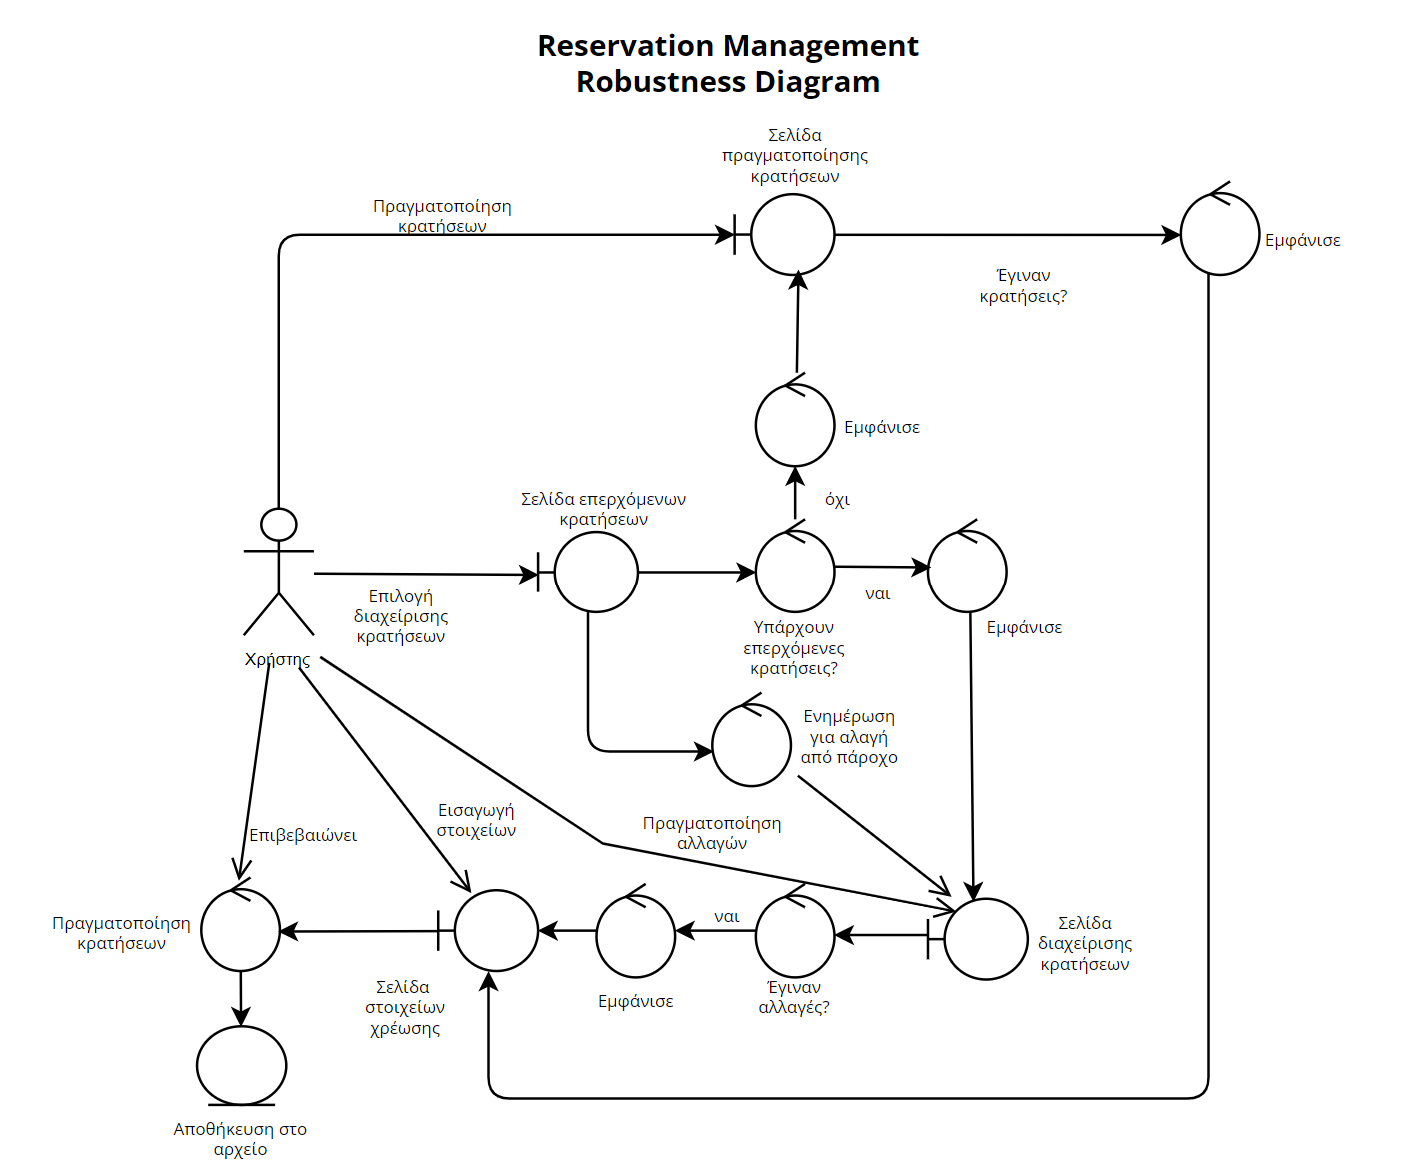 Reservation Management
Robustness Diagram
Σελίδα
πραγματοποίησης
κρατήσεων
Πραγματοποίηση
κρατήσεων
Εμφάνισε
Έγιναν
κρατήσεις?
Εμφάνισε
Σελίδα επερχόμενων
κρατήσεων
όχι
Επιλογή
διαχείρισης
κρατήσεων
ναι
Υπάρχουν
επερχόμενες
κρατήσεις?
Εμφάνισε
Χρήστης
Ενημέρωση
για αλαγή
από πάροχο
Εισαγωγή
στοιχείων
Πραγματοποίηση
αλλαγών
Επιβεβαιώνει
Πραγματοποίηση
κρατήσεων
ναι
Σελίδα
διαχείρισης
κρατήσεων
Σελίδα
στοιχείων
χρέωσης
Εμφάνισε
Έγιναν
αλλαγές?
Αποθήκευση στο
αρχείο